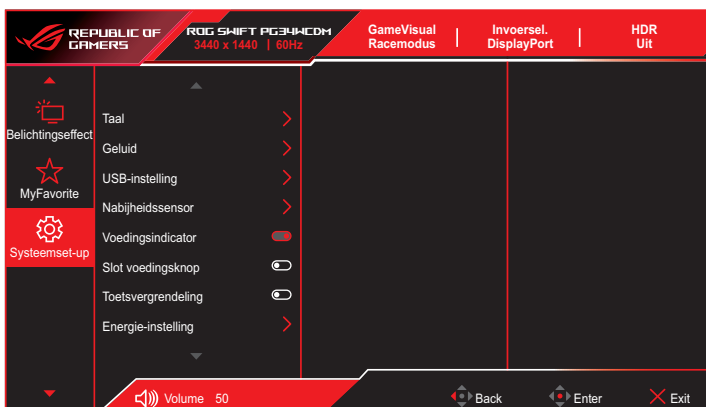 REPUBLIC OF
GAMERS
ROG SWIFT PG34WCDM
3440 x 1440 | 60Hz
GameVisual
Racemodus
Invoersel.
DisplayPort
HDR
Uit
Belichtingseffect
MyFavorite
Systeemset-up
Taal
Geluid
USB-instelling
Nabijheidssensor
Voedingsindicator
Slot voedingsknop
Toetsvergrendeling
Energie-instelling
Volume 50
Back
Enter
Exit